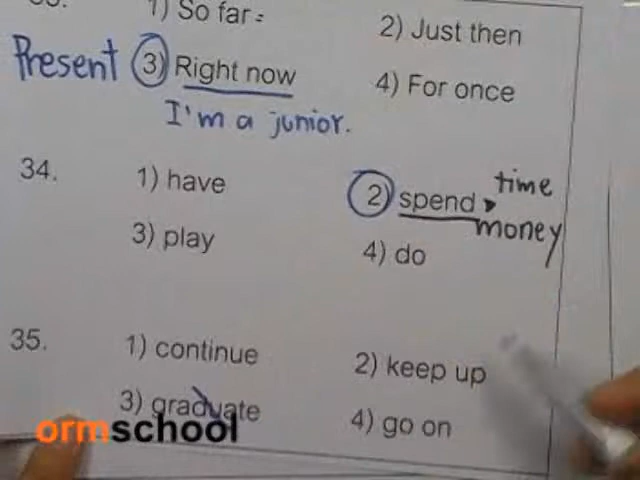 1) So far =
2) Just then
Present 3) Right now
4) For once
I'm a junior.
34.
1) have
2) spend time
money
3) play
4) do
35.
1) continue
2) keep up
3) graduate
4) go on
ormschool